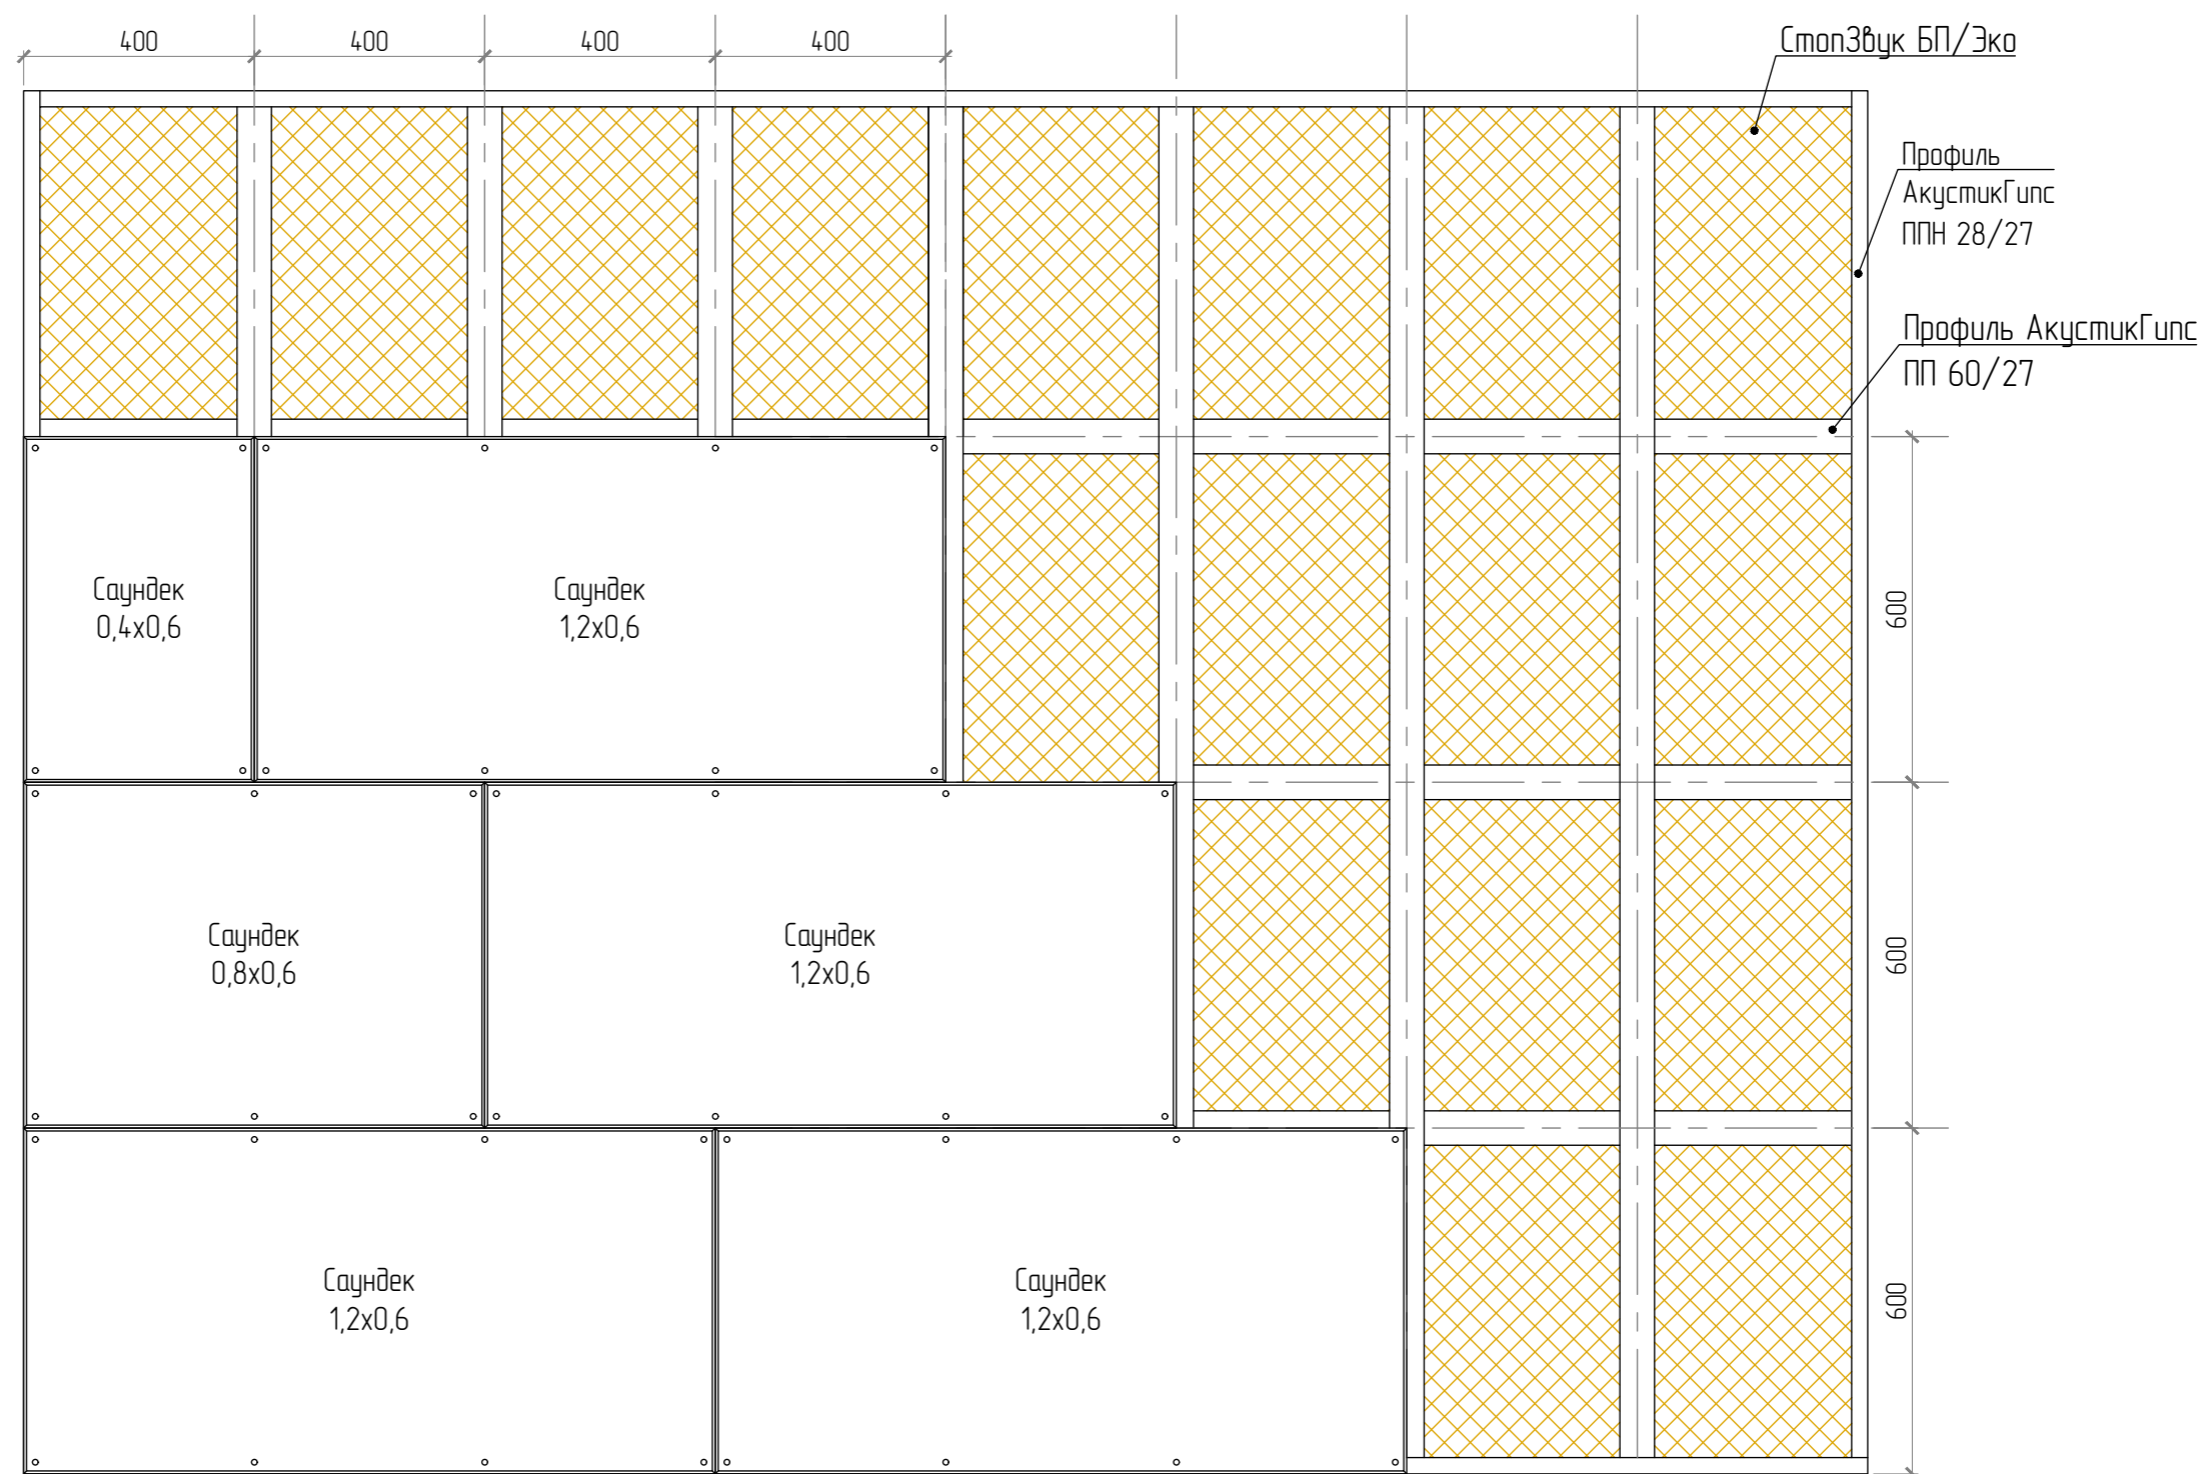 400 400 400 400
СтопЗвук БП/Эко
Профиль
АкустикГипс
ППН 28/27
Профиль АкустикГипс
ПП 60/27
Саундек
0,4х0,6
Саундек
1,2х0,6
600
Саундек
0,8х0,6
Саундек
1,2х0,6
600
Саундек
1,2х0,6
Саундек
1,2х0,6
600